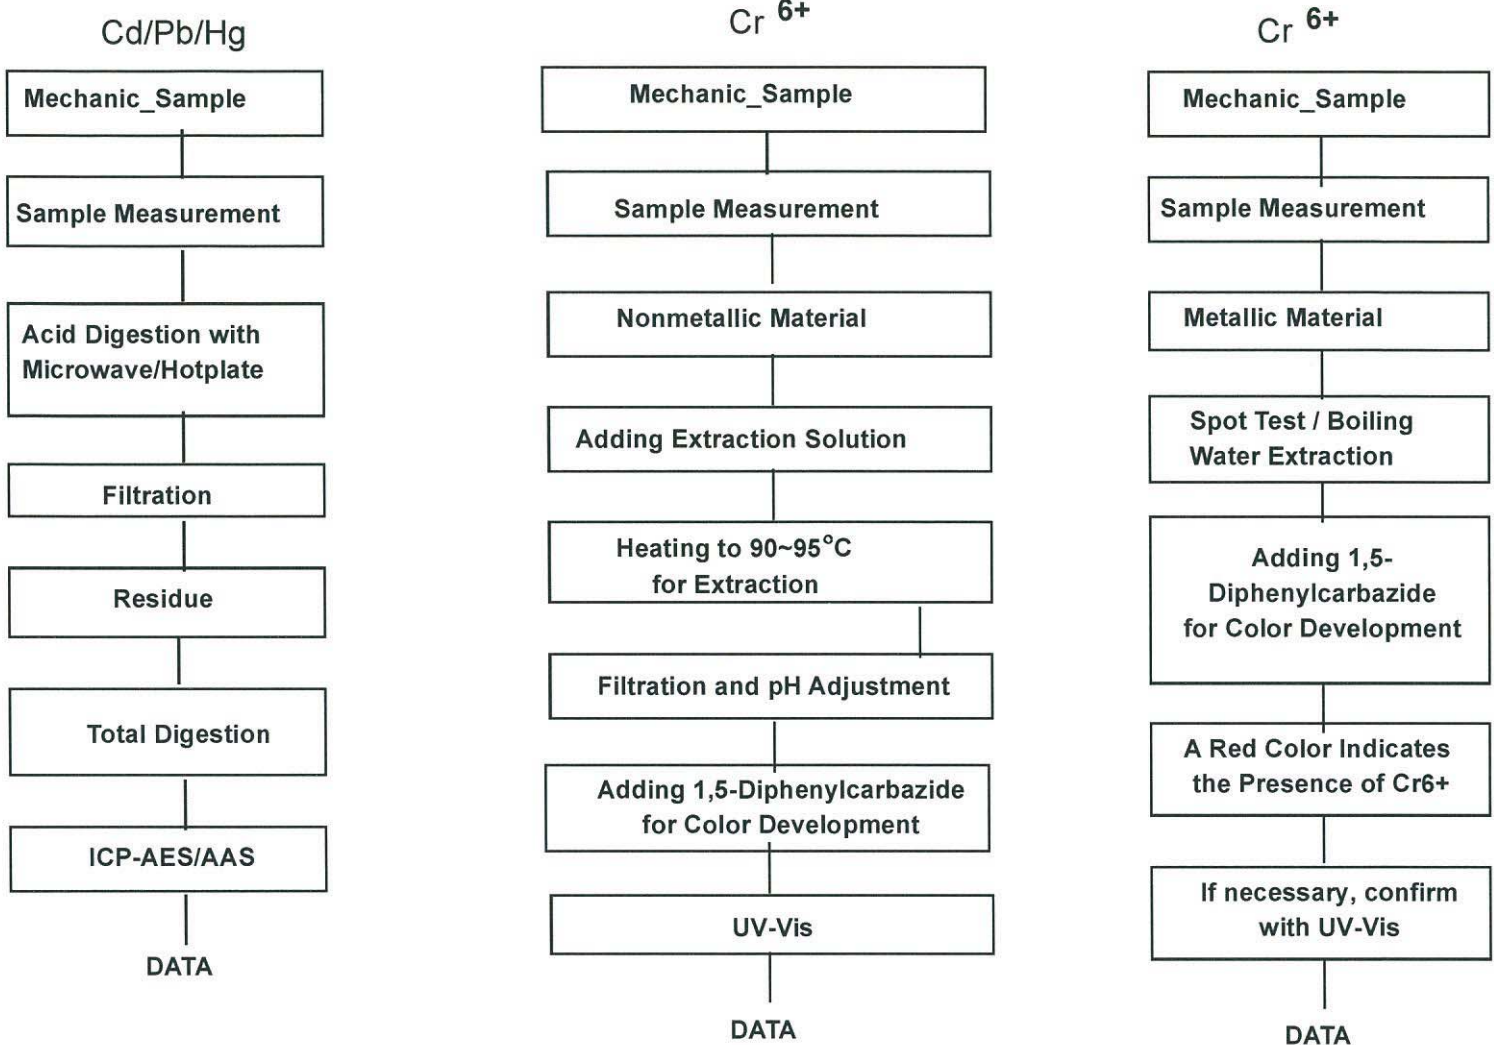 Cd/Pb/Hg
Mechanic_Sample
Sample Measurement
Acid Digestion with
Microwave/Hotplate
Filtration
Residue
Total Digestion
ICP-AES/AAS
DATA
Cr 6+
Mechanic_Sample
Sample Measurement
Nonmetallic Material
Adding Extraction Solution
Heating to 90~95°C
for Extraction
Filtration and pH Adjustment
Adding 1,5-Diphenylcarbazide
for Color Development
UV-Vis
DATA
Cr 6+
Mechanic_Sample
Sample Measurement
Metallic Material
Spot Test / Boiling
Water Extraction
Adding 1,5-
Diphenylcarbazide
for Color Development
A Red Color Indicates
the Presence of Cr6+
If necessary, confirm
with UV-Vis
DATA